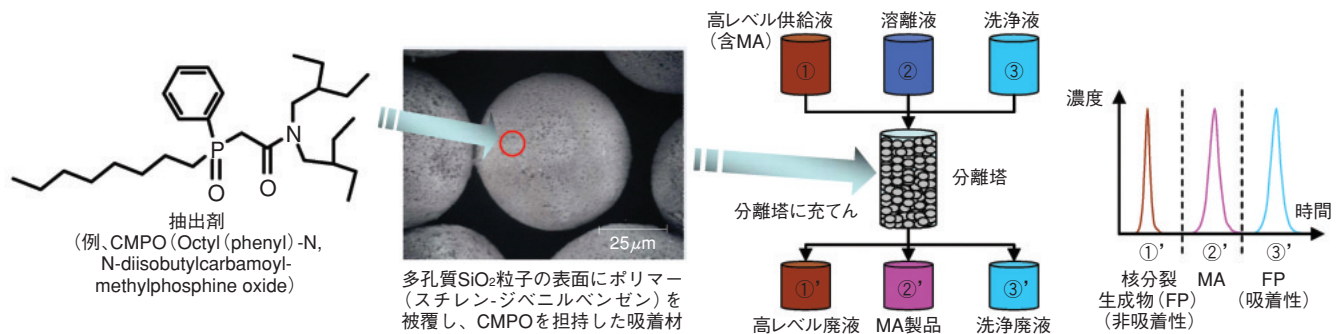 P
O
O
N
抽出剤
（例、CMPO（Octyl（phenyl）-N,
N-diisobutylcarbamoyl-
methylphosphine oxide）
25μm
多孔質SiO₂粒子の表面にポリマー
（スチレン-ジベニルベンゼン）を
被覆し、CMPOを担持した吸着材
高レベル供給液
（含MA）
溶離液
洗浄液
①
②
③
分離塔
分離塔に充てん
①’
②’
③’
高レベル廃液
MA製品
洗浄廃液
濃度
時間
①’
②’
③’
核分裂
生成物（FP）
（非吸着性）
MA
FP
（吸着性）